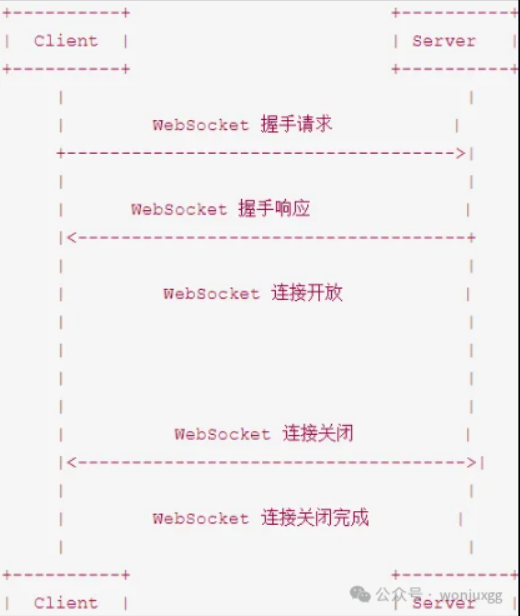 Client Server
WebSocket 握手请求
WebSocket 握手响应
WebSocket 连接开放
WebSocket 连接关闭
WebSocket 连接关闭完成
公众号 · wonjuxgg
Client Server